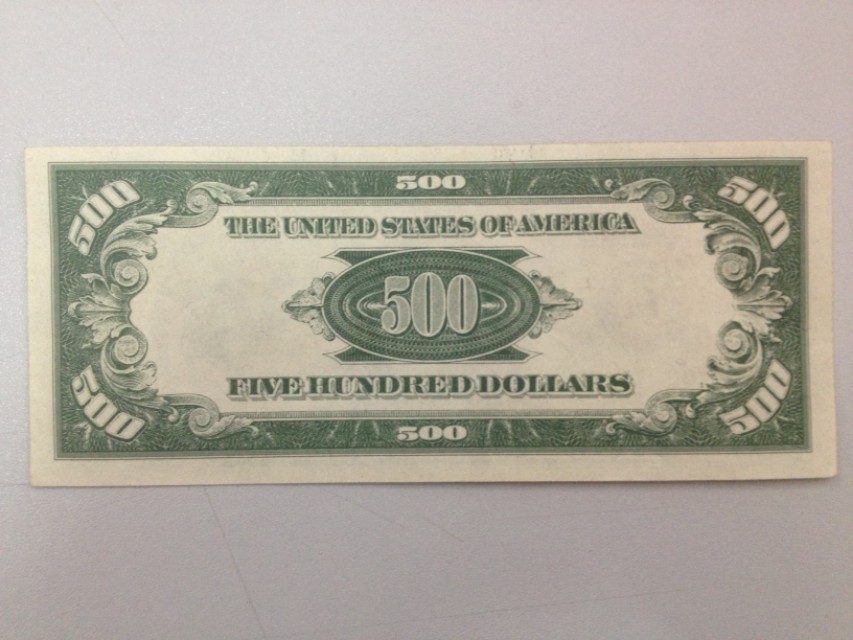 500
500 500
THE UNITED STATES OF AMERICA
500
FIVE HUNDRED DOLLARS
500 500
500